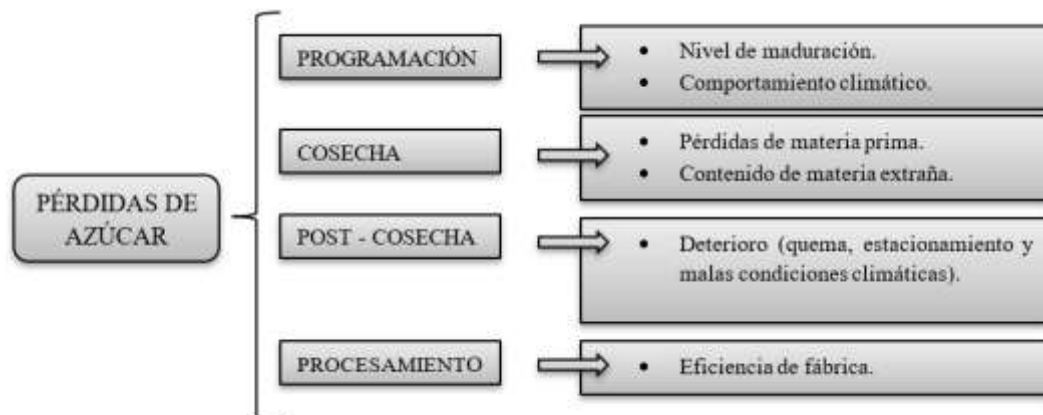 PÉRDIDAS DE
AZÚCAR
PROGRAMACIÓN
• Nivel de maduración.
• Comportamiento climático.
COSECHA
• Pérdidas de materia prima.
• Contenido de materia extraña.
POST - COSECHA
• Deterioro (quema, estacionamiento y
malas condiciones climáticas).
PROCESAMIENTO
• Eficiencia de fábrica.